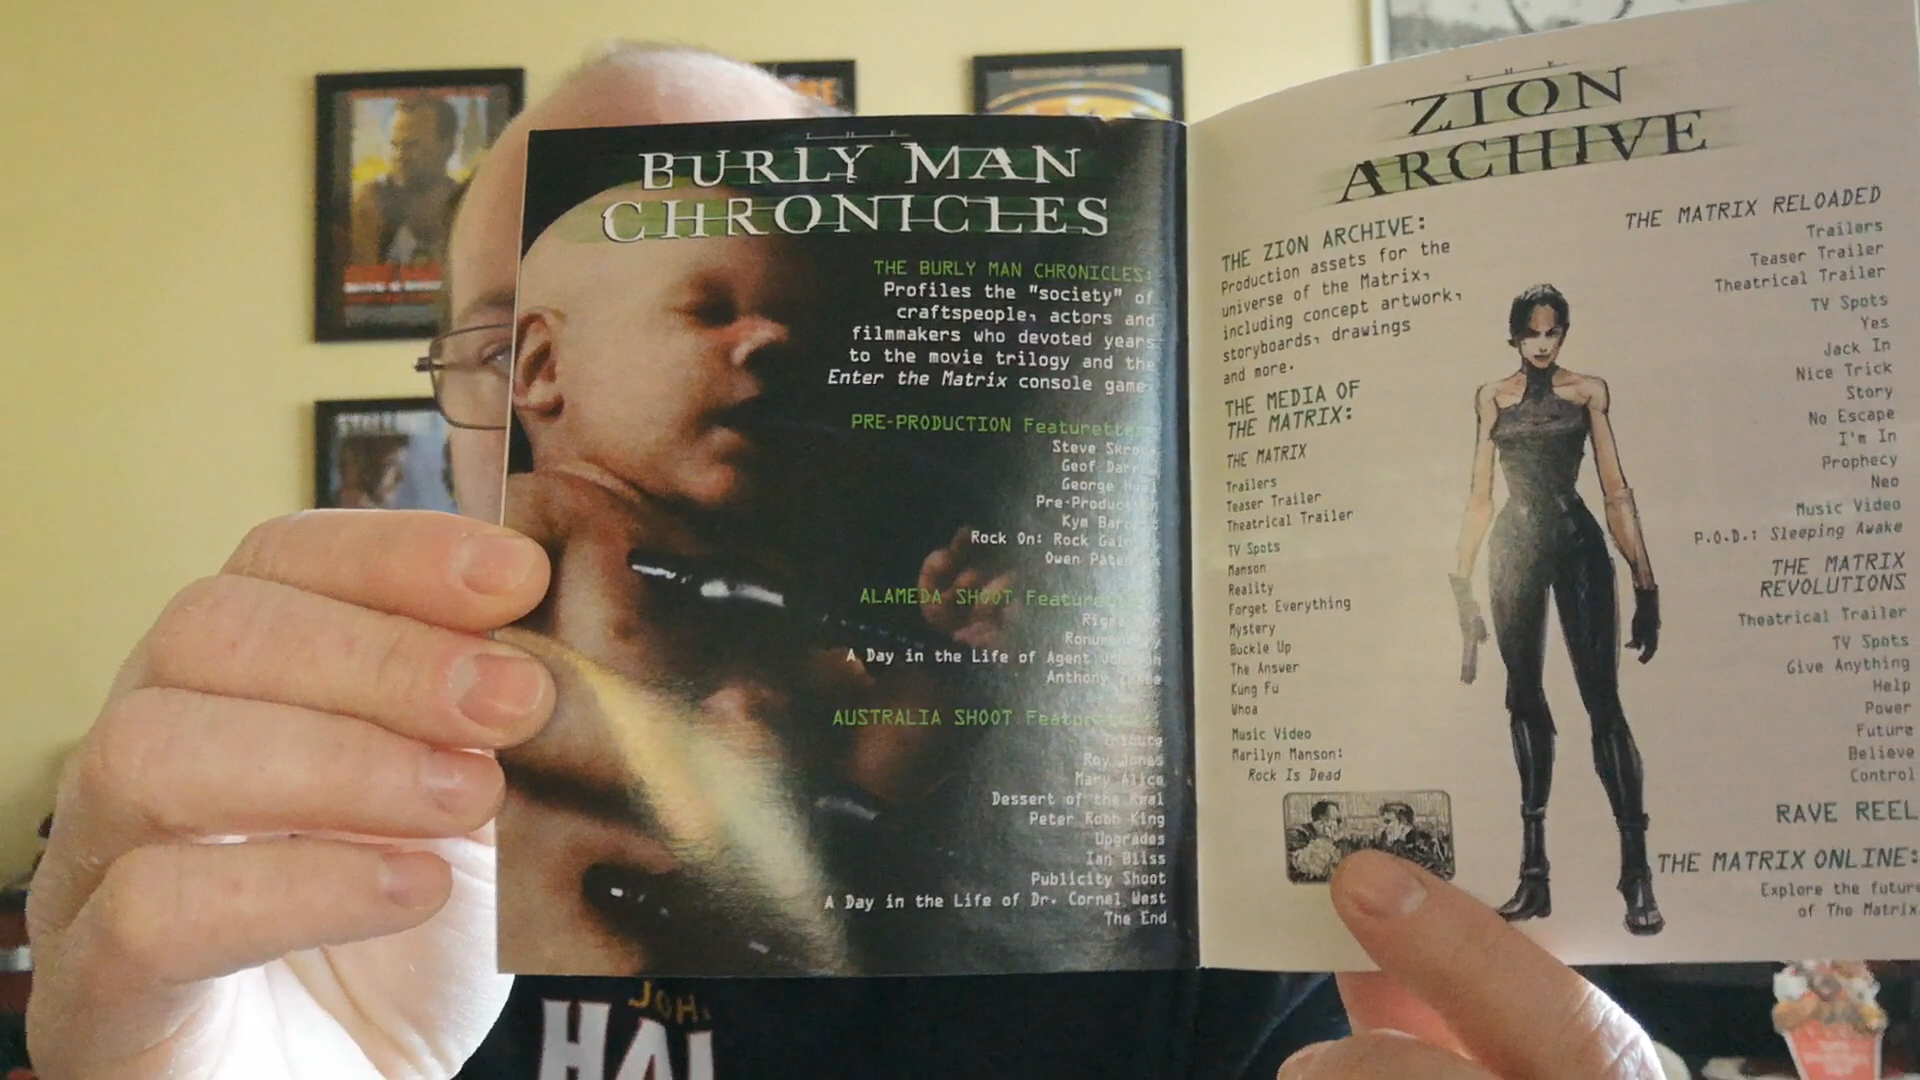 THE
BURLY MAN
CHRONICLES
THE BURLY MAN CHRONICLES:
Profiles the "society" of
craftspeople, actors and
filmmakers who devoted years
to the movie trilogy and the
Enter the Matrix console game.
PRE-PRODUCTION
Steve
Geof
George
Kym
Rock On: Rock
Owen
ALAMEDA SHOOT
A Day in the Life of Agent
Anthony
AUSTRALIA SHOOT
Tribute
Roy Jones
Mary Alice
Dessert of the Real
Peter Robb-King
Upgrades
Ian Bliss
Publicity Shoot
A Day in the Life of Dr. Cornel West
The End
THE
ZION
ARCHIVE
THE ZION ARCHIVE:
Production assets for the
universe of the Matrix,
including concept artwork,
storyboards, drawings
and more.
THE MEDIA OF
THE MATRIX:
THE MATRIX
Trailers
Teaser Trailer
Theatrical Trailer
TV Spots
Manson
Reality
Forget Everything
Mystery
Buckle Up
The Answer
Kung Fu
Whoa
Music Video
Marilyn Manson:
Rock Is Dead
THE MATRIX RELOADED
Trailers
Teaser Trailer
Theatrical Trailer
TV Spots
Yes
Jack In
Nice Trick
Story
No Escape
I'm In
Prophecy
Neo
Music Video
P.O.D.: Sleeping Awake
THE MATRIX
REVOLUTIONS
Theatrical Trailer
TV Spots
Give Anything
Help
Power
Future
Believe
Control
RAVE REEL
THE MATRIX ONLINE:
Explore the future
of The Matrix